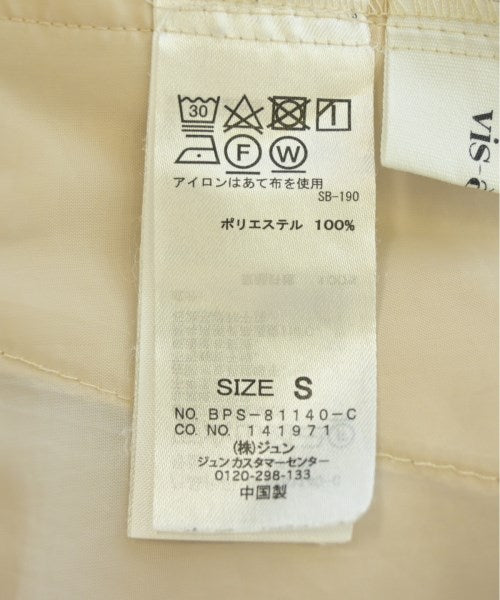 30
F W
アイロンはあて布を使用
SB-190
ポリエステル 100%
SIZE S
NO. BPS-81140-C
CO. NO. 141971
(株)ジュン
ジュンカスタマーセンター
0120-298-133
中国製
vis-